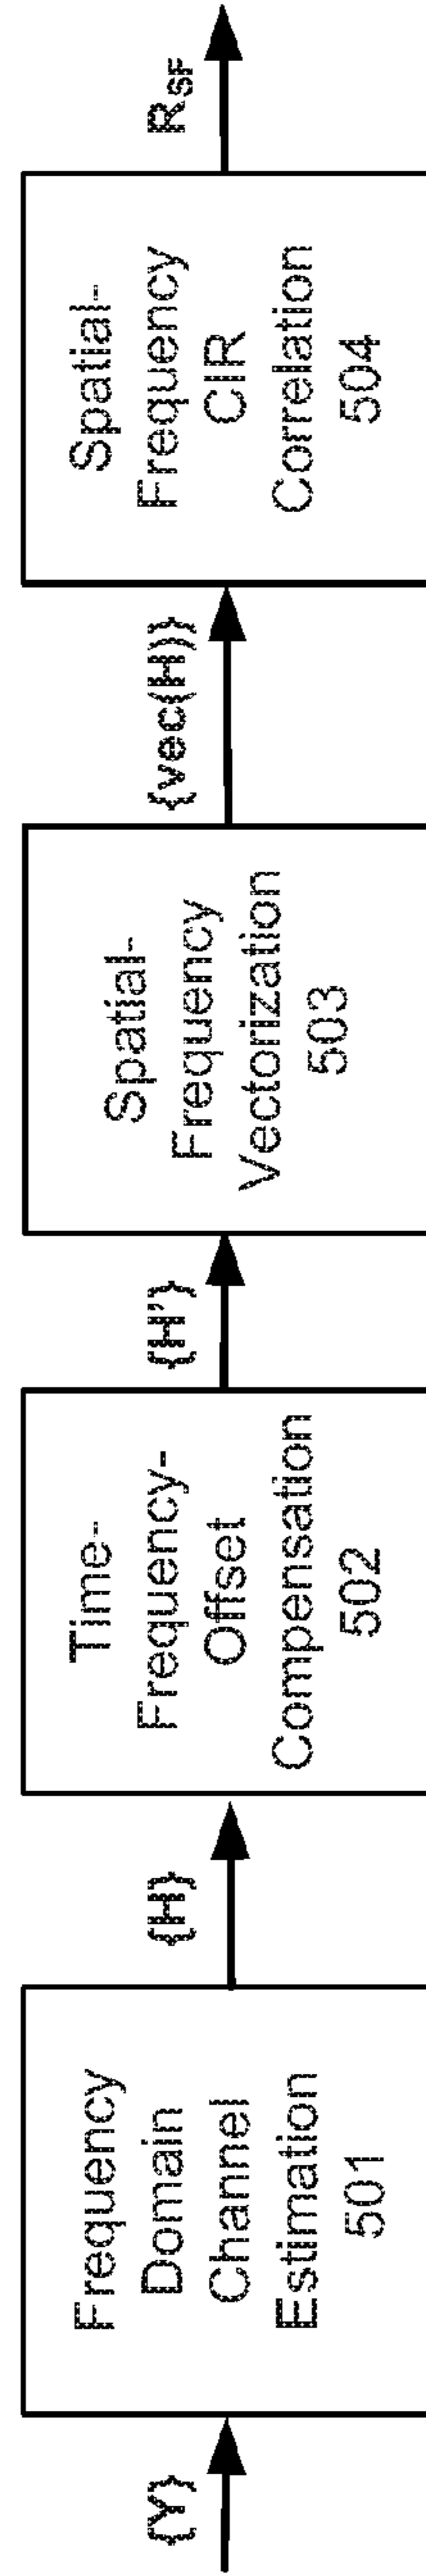 {Y}
Frequency
Domain
Channel
Estimation
501
{H}
Time-
Frequency-
Offset
Compensation
502
{H'}
Spatial-
Frequency
Vectorization
503
{vec(H)}
Spatial-
Frequency
CIR
Correlation
504
R_SF